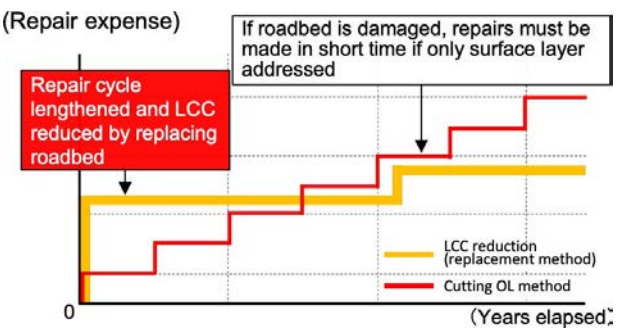 (Repair expense)
If roadbed is damaged, repairs must be
made in short time if only surface layer
addressed
Repair cycle
lengthened and LCC
reduced by replacing
roadbed
LCC reduction
(replacement method)
Cutting OL method
0
(Years elapsed)